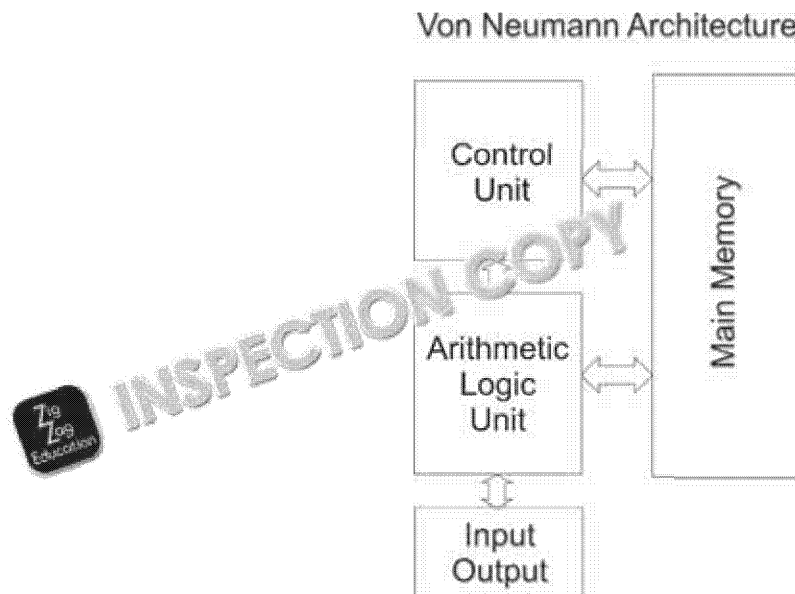 Von Neumann Architecture
Control
Unit
Main Memory
Arithmetic
Logic
Unit
Input
Output
INSPECTION COPY
Zig
Zag
Education